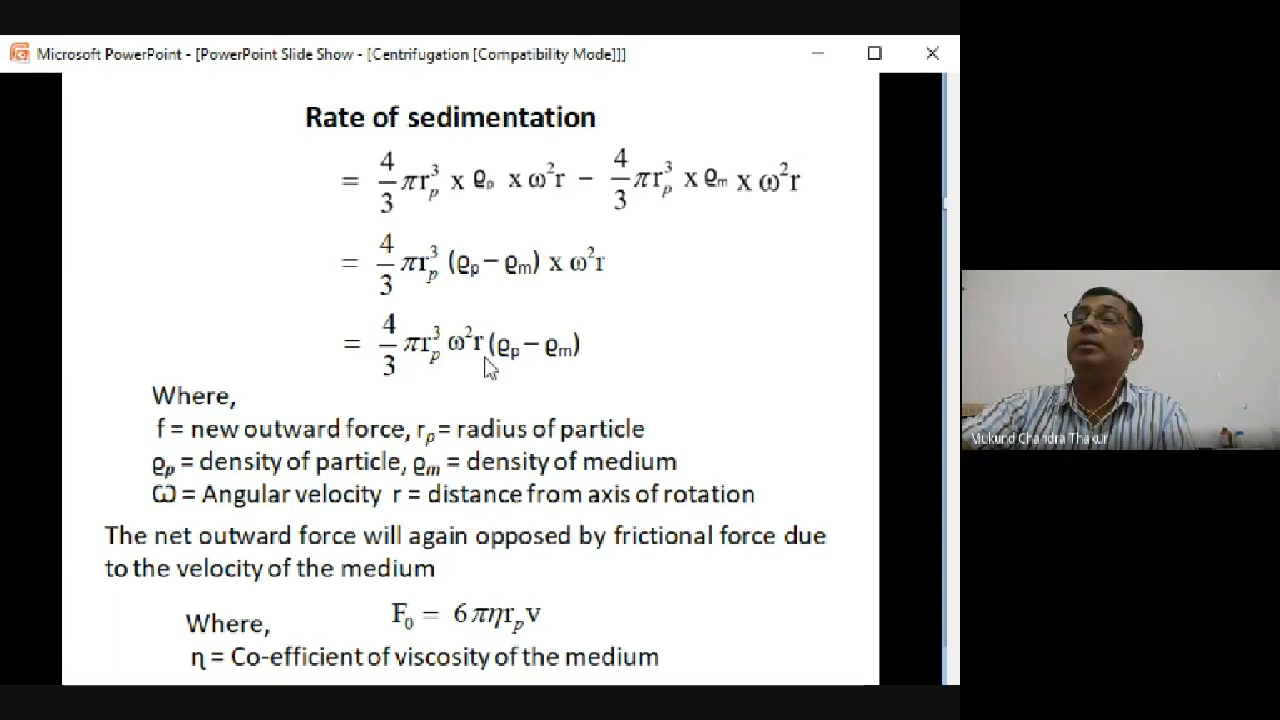 Microsoft PowerPoint - [PowerPoint Slide Show - [Centrifugation [Compatibility Mode]]]
Rate of sedimentation
= 4/3 πr_p^3 x ϱ_p x ω^2r − 4/3 πr_p^3 x ϱ_m x ω^2r
= 4/3 πr_p^3 (ϱ_p − ϱ_m) x ω^2r
= 4/3 πr_p^3 ω^2r (ϱ_p − ϱ_m)
Where,
f = new outward force, r_p = radius of particle
ϱ_p = density of particle, ϱ_m = density of medium
ω = Angular velocity r = distance from axis of rotation
The net outward force will again opposed by frictional force due
to the velocity of the medium
F_0 = 6πηr_pv
Where,
η = Co-efficient of viscosity of the medium
Mukund Chandra Thakur